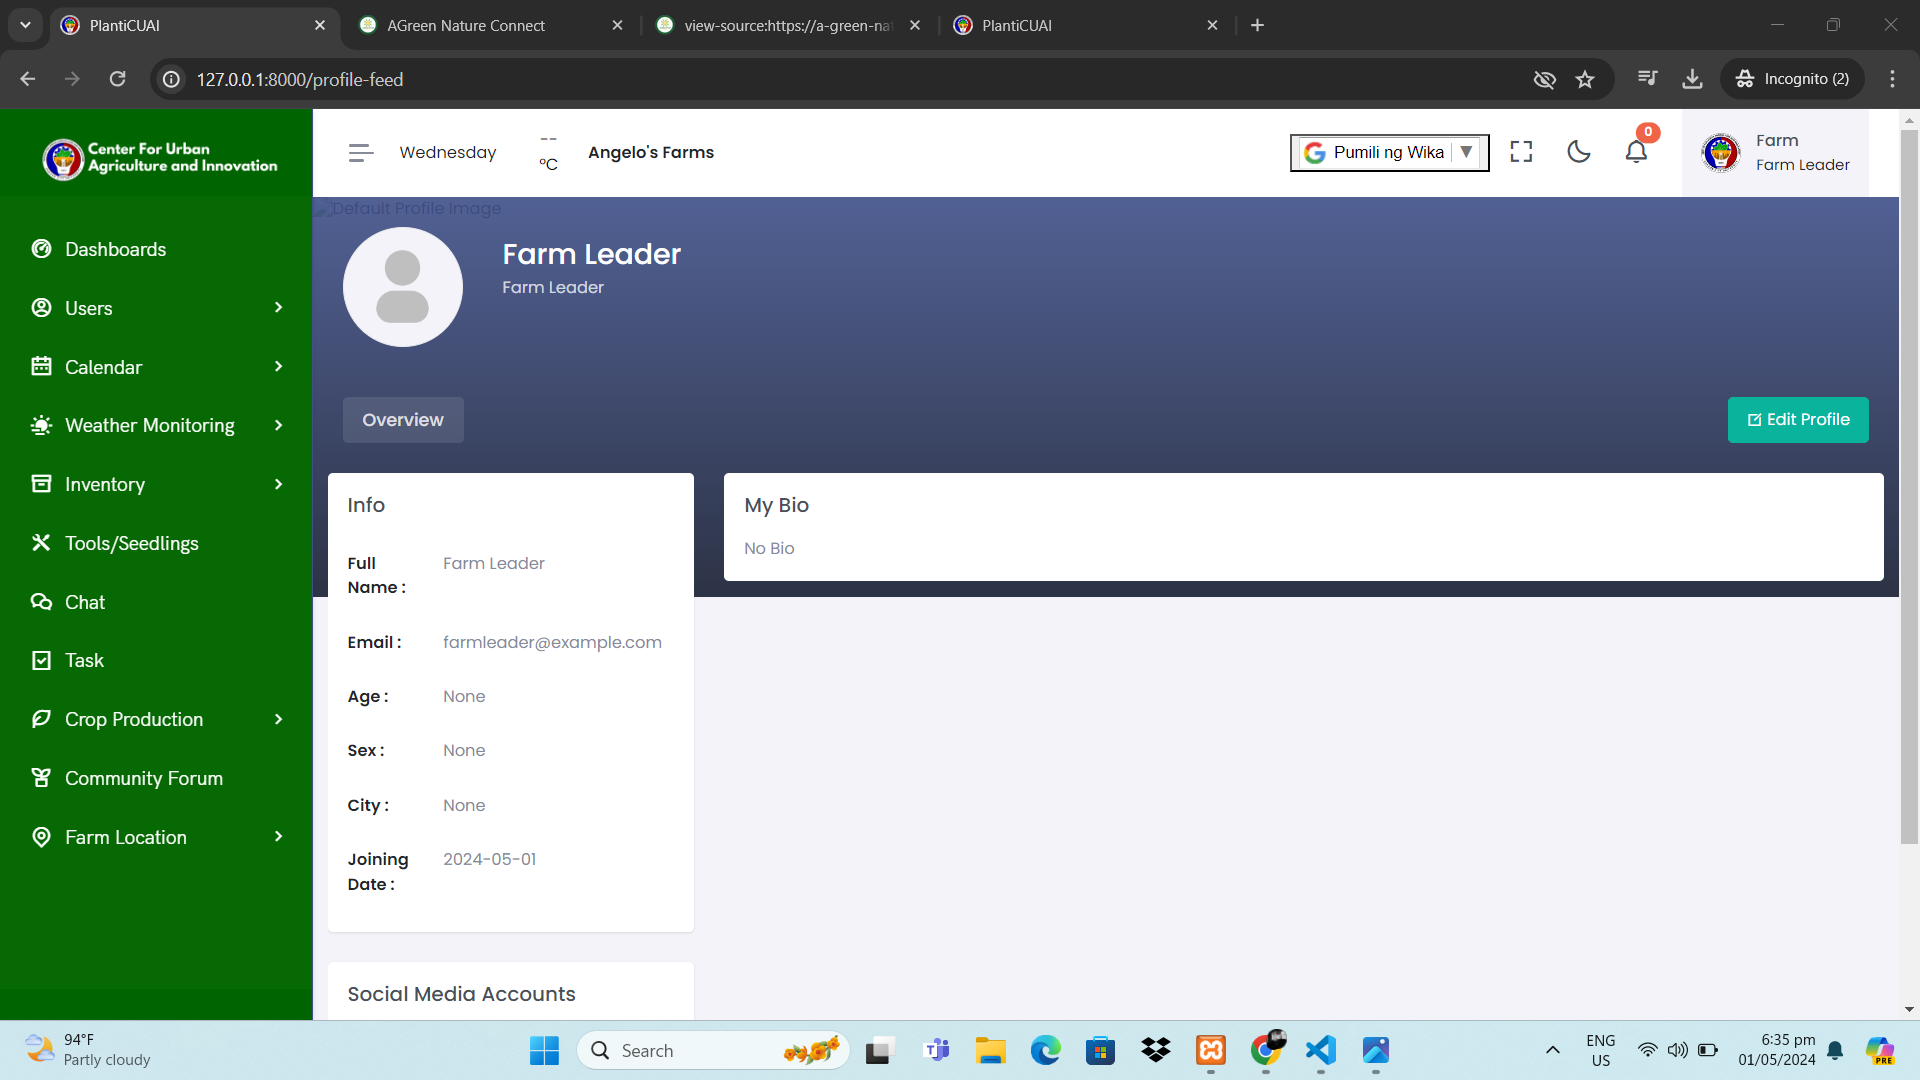 PlantiCUAI
AGreen Nature Connect
view-source:https://a-green-na
PlantiCUAI
127.0.0.1:8000/profile-feed
Incognito (2)
Center For Urban
Agriculture and Innovation
Wednesday
--
°C
Angelo's Farms
Pumili ng Wika ▼
0
Farm
Farm Leader
Dashboards
Users
Calendar
Weather Monitoring
Inventory
Tools/Seedlings
Chat
Task
Crop Production
Community Forum
Farm Location
Default Profile Image
Farm Leader
Farm Leader
Overview
Edit Profile
Info
Full
Name :
Farm Leader
Email :
farmleader@example.com
Age :
None
Sex :
None
City :
None
Joining
Date :
2024-05-01
My Bio
No Bio
Social Media Accounts
94°F
Partly cloudy
Search
ENG
US
6:35 pm
01/05/2024
PRE